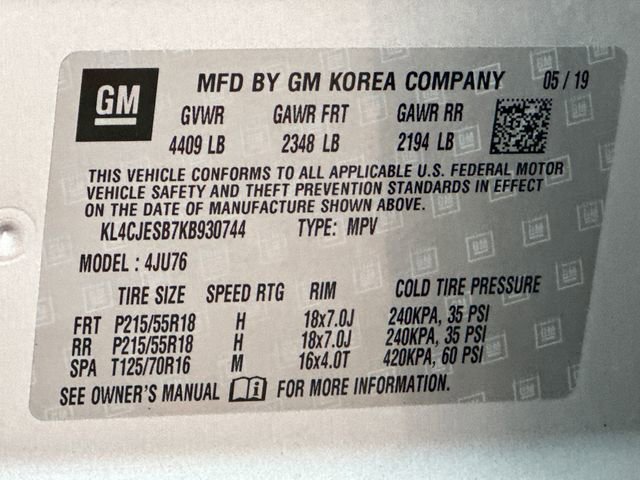 GM MFD BY GM KOREA COMPANY 05 / 19
GVWR GAWR FRT GAWR RR
4409 LB 2348 LB 2194 LB
THIS VEHICLE CONFORMS TO ALL APPLICABLE U.S. FEDERAL MOTOR
VEHICLE SAFETY AND THEFT PREVENTION STANDARDS IN EFFECT
ON THE DATE OF MANUFACTURE SHOWN ABOVE.
KL4CJESB7KB930744 TYPE: MPV
MODEL : 4JU76
TIRE SIZE SPEED RTG RIM COLD TIRE PRESSURE
FRT P215/55R18 H 18x7.0J 240KPA, 35 PSI
RR P215/55R18 H 18x7.0J 240KPA, 35 PSI
SPA T125/70R16 M 16x4.0T 420KPA, 60 PSI
SEE OWNER'S MANUAL FOR MORE INFORMATION.